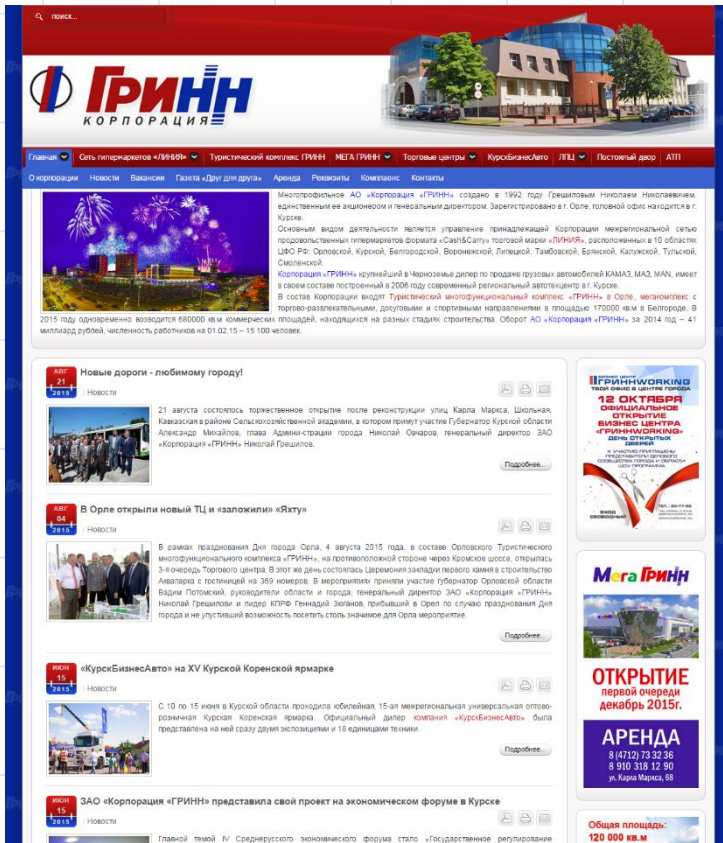 поиск...
ГРИНН
КОРПОРАЦИЯ
Главная
Сеть гипермаркетов «ЛИНИЯ»
Туристический комплекс ГРИНН
МЕГА ГРИНН
Торговые центры
КурскБизнесАвто
ЛПЦ
Постоялый двор
АТП
О корпорации
Новости
Вакансии
Газета «Друг для друга»
Аренда
Реквизиты
Комплаенс
Контакты
Многопрофильное АО «Корпорация «ГРИНН» создано в 1992 году Грешиловым Николаем Николаевичем,
единственным ее акционером и генеральным директором. Зарегистрировано в г. Орле, головной офис находится в г.
Курске.
Основным видом деятельности является управление принадлежащей Корпорации межрегиональной сетью
продовольственных гипермаркетов формата «Cash&Carry» торговой марки «ЛИНИЯ», расположенных в 10 областях
ЦФО РФ: Орловской, Курской, Белгородской, Воронежской, Липецкой, Тамбовской, Брянской, Калужской, Тульской,
Смоленской.
Корпорация «ГРИНН» крупнейший в Черноземье дилер по продаже грузовых автомобилей КАМАЗ, МАЗ, MAN, имеет
в своем составе построенный в 2006 году современный региональный автотехцентр в г. Курске.
В состав Корпорации входят Туристический многофункциональный комплекс «ГРИНН» в Орле, мегакомплекс с
торгово-развлекательными, досуговыми и спортивными направлениями в площадью 170000 кв.м в Белгороде. В
2015 году одновременно возводится 680000 кв.м коммерческих площадей, находящихся на разных стадиях строительства. Оборот АО «Корпорация «ГРИНН» за 2014 год – 41
миллиард рублей, численность работников на 01.02.15 – 15 100 человек.
АВГ
21
2015
Новые дороги - любимому городу!
Новости
21 августа состоялось торжественное открытие после реконструкции улиц Карла Маркса, Школьная,
Кавказская в районе Сельскохозяйственной академии, в котором примут участие Губернатор Курской области
Александр Михайлов, глава Админи-страции города Николай Овчаров, генеральный директор ЗАО
«Корпорация «ГРИНН» Николай Грешилов.
Подробнее...
АВГ
04
2015
В Орле открыли новый ТЦ и «заложили» «Яхту»
Новости
В рамках празднования Дня города Орла, 4 августа 2015 года, в составе Орловского Туристического
многофункционального комплекса «ГРИНН», на противоположной стороне через Кромское шоссе, открылась
3-я очередь Торгового центра. В этот же день состоялась Церемония закладки первого камня в строительство
Аквапарка с гостиницей на 369 номеров. В мероприятиях приняли участие губернатор Орловской области
Вадим Потомский, руководители области и города, генеральный директор ЗАО «Корпорация «ГРИНН»
Николай Грешилови и лидер КПРФ Геннадий Зюганов, прибывший в Орел по случаю празднования Дня
города и не упустивший возможность посетить столь значимое для Орла мероприятие.
Подробнее...
ИЮН
15
2015
«КурскБизнесАвто» на XV Курской Коренской ярмарке
Новости
С 10 по 15 июня в Курской области проходила юбилейная, 15-ая межрегиональная универсальная оптово-
розничная Курская Коренская ярмарка. Официальный дилер компания «КурскБизнесАвто» была
представлена на ней сразу двумя экспозициями и 18 единицами техники.
Подробнее...
ИЮН
15
2015
ЗАО «Корпорация «ГРИНН» представила свой проект на экономическом форуме в Курске
Новости
Главной темой IV Среднерусского экономического форума стало «Государственное регулирование
БИЗНЕС ЦЕНТР
ГРИННWORKING
ТВОЙ ОФИС В ЦЕНТРЕ ГОРОДА
12 ОКТЯБРЯ
ОФИЦИАЛЬНОЕ
ОТКРЫТИЕ
БИЗНЕС ЦЕНТРА
«ГРИННWORKING»
ДЕНЬ ОТКРЫТЫХ
ДВЕРЕЙ
К УЧАСТИЮ ПРИГЛАШЕНЫ
ПРЕДСТАВИТЕЛИ ДЕЛОВОГО
СООБЩЕСТВА ГОРОДА И ОБЛАСТИ
ШОУ ПРОГРАММА
ВХОД
СВОБОДНЫЙ
Мега ГРИНН
ОТКРЫТИЕ
первой очереди
декабрь 2015г.
АРЕНДА
8 (4712) 73 32 36
8 910 318 12 90
ул. Карла Маркса, 68
Общая площадь:
120 000 кв.м